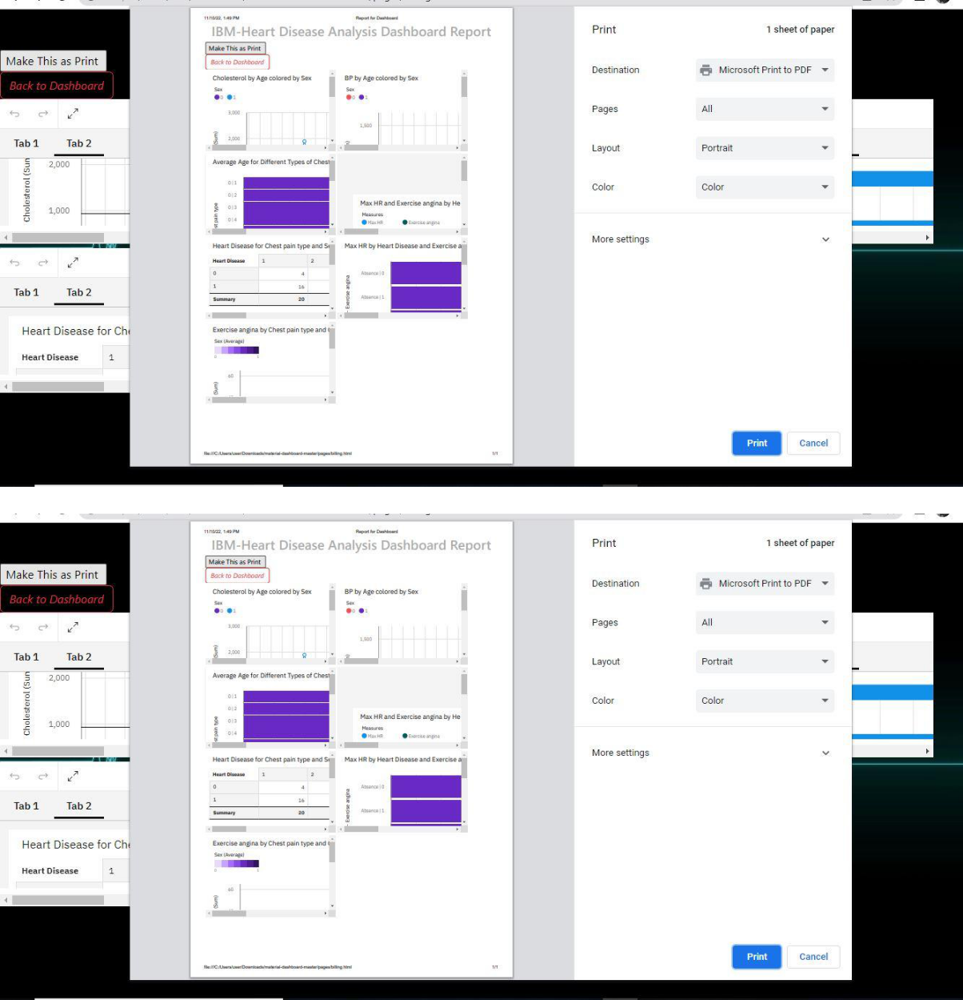 11/10/22, 1:49 PM
Report for Dashboard
IBM-Heart Disease Analysis Dashboard Report
Make This as Print
Back to Dashboard
Cholesterol by Age colored by Sex
Sex
0 1
3,000
2,000
(Sum)
BP by Age colored by Sex
Sex
0 1
1,500
Average Age for Different Types of Chest
0 | 1
0 | 2
0 | 3
0 | 4
st pain type
Max HR and Exercise angina by He
Measures
Max HR Exercise angina
Heart Disease for Chest pain type and Se
Heart Disease 1 2
0 4
1 16
Summary 20
Max HR by Heart Disease and Exercise a
Absence | 0
Absence | 1
- Exercise angina
Exercise angina by Chest pain type and
Sex (Average)
0 1
60
(Sum)
file:///C:/Users/user/Downloads/material-dashboard-master/pages/billing.html
1/1
Print
1 sheet of paper
Destination
Microsoft Print to PDF
Pages
All
Layout
Portrait
Color
Color
More settings
Print
Cancel
Make This as Print
Back to Dashboard
Tab 1 Tab 2
2,000
1,000
Cholesterol (Sun
Tab 1 Tab 2
Heart Disease for Che
Heart Disease 1
11/10/22, 1:49 PM
Report for Dashboard
IBM-Heart Disease Analysis Dashboard Report
Make This as Print
Back to Dashboard
Cholesterol by Age colored by Sex
Sex
0 1
3,000
2,000
(Sum)
BP by Age colored by Sex
Sex
0 1
1,500
Average Age for Different Types of Chest
0 | 1
0 | 2
0 | 3
0 | 4
st pain type
Max HR and Exercise angina by He
Measures
Max HR Exercise angina
Heart Disease for Chest pain type and Se
Heart Disease 1 2
0 4
1 16
Summary 20
Max HR by Heart Disease and Exercise a
Absence | 0
Absence | 1
- Exercise angina
Exercise angina by Chest pain type and
Sex (Average)
0 1
60
(Sum)
file:///C:/Users/user/Downloads/material-dashboard-master/pages/billing.html
1/1
Print
1 sheet of paper
Destination
Microsoft Print to PDF
Pages
All
Layout
Portrait
Color
Color
More settings
Print
Cancel
Make This as Print
Back to Dashboard
Tab 1 Tab 2
2,000
1,000
Cholesterol (Sun
Tab 1 Tab 2
Heart Disease for Che
Heart Disease 1